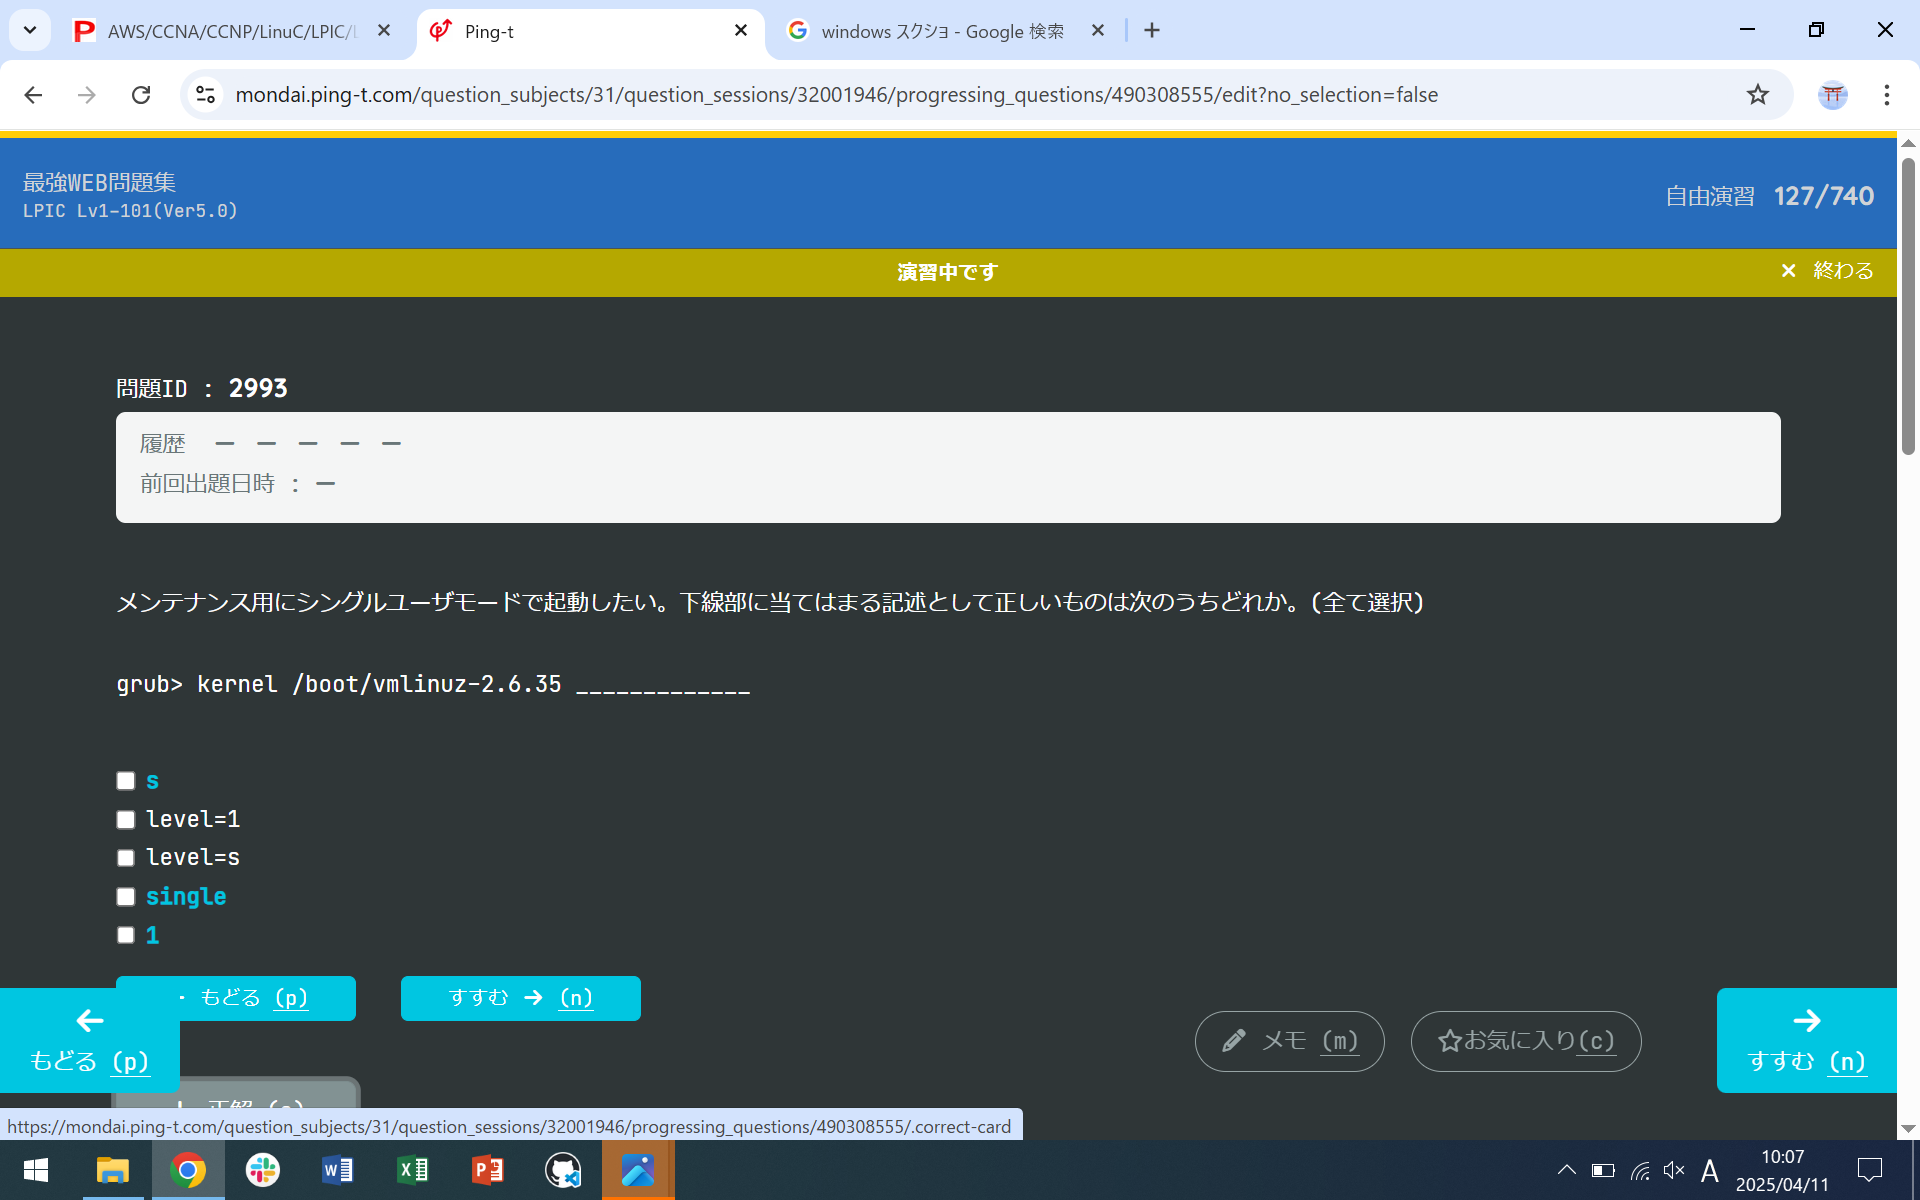 AWS/CCNA/CCNP/LinuC/LPIC/
Ping-t
windows スクショ - Google 検索
mondai.ping-t.com/question_subjects/31/question_sessions/32001946/progressing_questions/490308555/edit?no_selection=false
最強WEB問題集
LPIC Lv1-101(Ver5.0)
自由演習 127/740
演習中です
× 終わる
問題ID : 2993
履歴 ー ー ー ー ー
前回出題日時 : ー
メンテナンス用にシングルユーザモードで起動したい。下線部に当てはまる記述として正しいものは次のうちどれか。(全て選択)
grub> kernel /boot/vmlinuz-2.6.35 _____________
s
level=1
level=s
single
1
もどる (p)
すすむ → (n)
← もどる (p)
メモ (m)
☆お気に入り(c)
→ すすむ (n)
https://mondai.ping-t.com/question_subjects/31/question_sessions/32001946/progressing_questions/490308555/.correct-card
A
10:07
2025/04/11